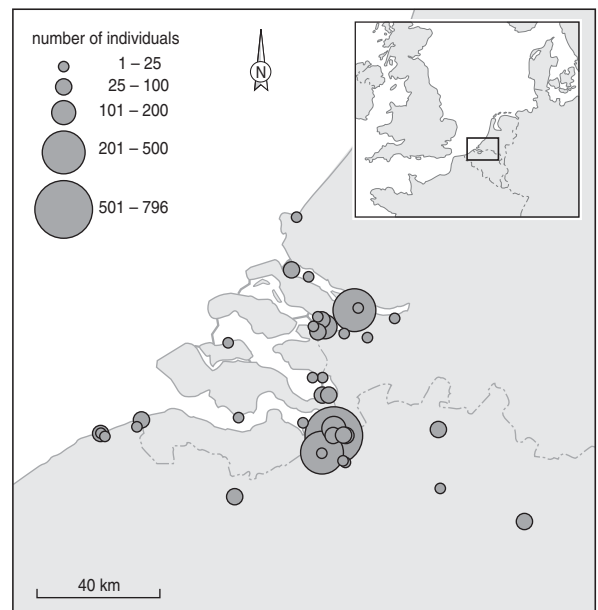 number of individuals
1 – 25
25 – 100
101 – 200
201 – 500
501 – 796
N
40 km